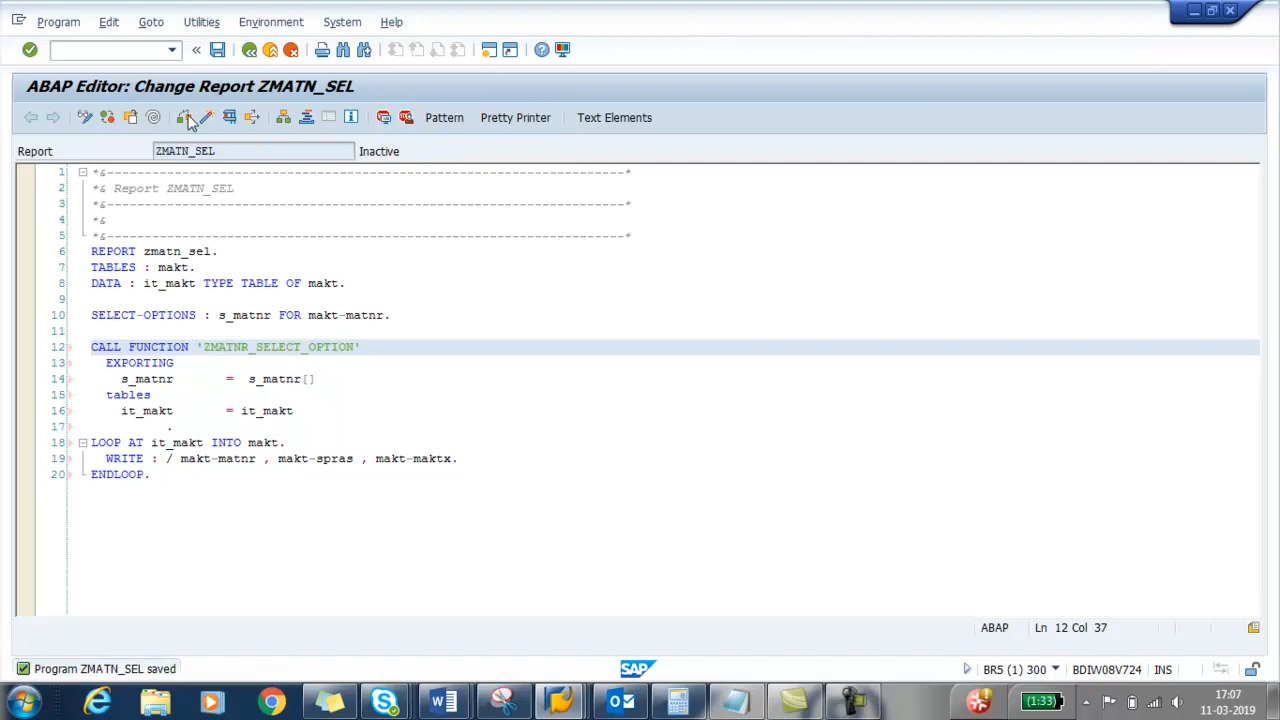 Program Edit Goto Utilities Environment System Help
ABAP Editor: Change Report ZMATN_SEL
Pattern Pretty Printer Text Elements
Report ZMATN_SEL Inactive
1 *&---------------------------------------------------------------------*
2 *& Report ZMATN_SEL
3 *&---------------------------------------------------------------------*
4 *&
5 *&---------------------------------------------------------------------*
6 REPORT zmatn_sel.
7 TABLES : makt.
8 DATA : it_makt TYPE TABLE OF makt.
9
10 SELECT-OPTIONS : s_matnr FOR makt-matnr.
11
12 CALL FUNCTION 'ZMATNR_SELECT_OPTION'
13 EXPORTING
14 s_matnr = s_matnr[]
15 tables
16 it_makt = it_makt
17 .
18 LOOP AT it_makt INTO makt.
19 WRITE : / makt-matnr , makt-spras , makt-maktx.
20 ENDLOOP.
ABAP Ln 12 Col 37
Program ZMATN_SEL saved SAP BR5 (1) 300 BDIW08V724 INS
(1:33) 17:07
11-03-2019